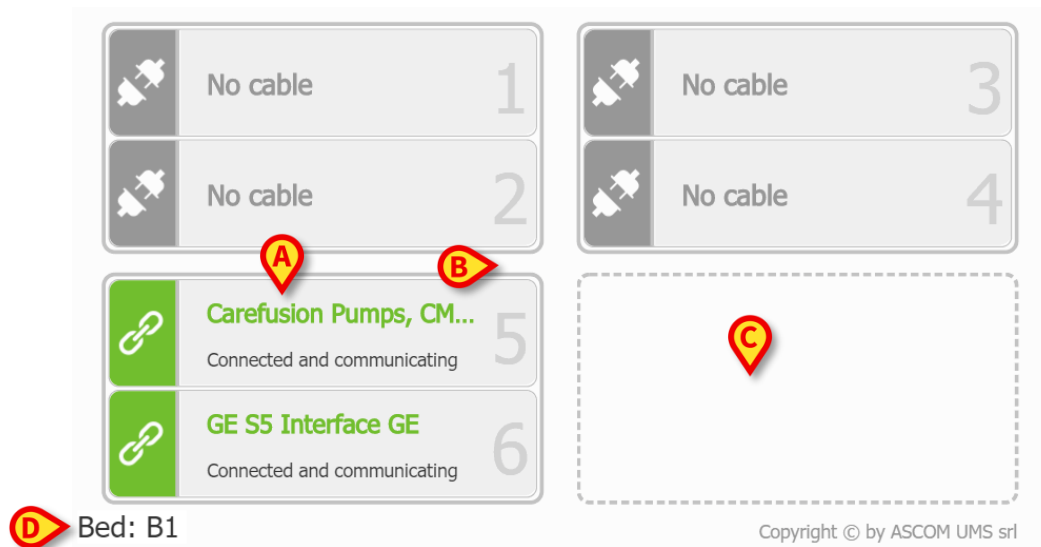 No cable 1
No cable 3
No cable 2
No cable 4
A
B
Carefusion Pumps, CM... 5
Connected and communicating
C
GE S5 Interface GE 6
Connected and communicating
D Bed: B1
Copyright © by ASCOM UMS srl